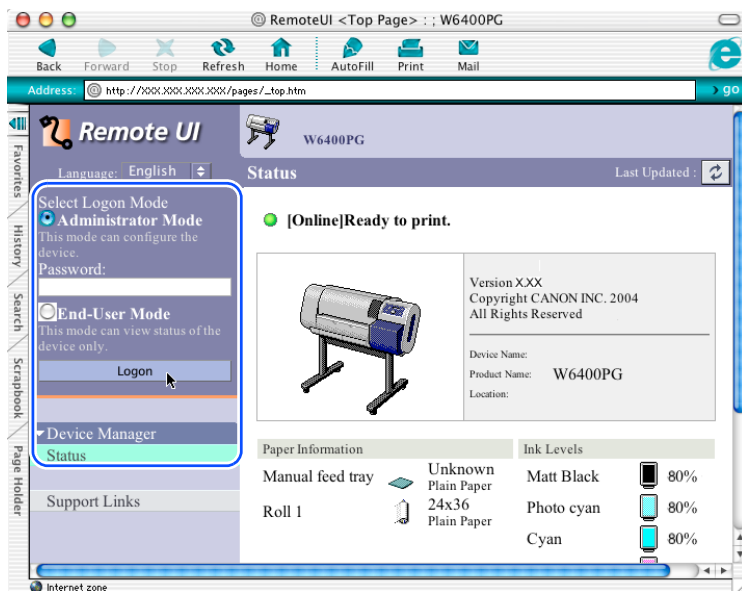 @ RemoteUI <Top Page> : ; W6400PG
Back Forward Stop Refresh Home AutoFill Print Mail
Address: @ http://XXX.XXX.XXX.XXX/pages/_top.htm go
Favorites
History
Search
Scrapbook
Page Holder
Remote UI
W6400PG
Language: English
Status
Last Updated :
Select Logon Mode
Administrator Mode
This mode can configure the
device.
Password:
End-User Mode
This mode can view status of the
device only.
Logon
Device Manager
Status
Support Links
[Online]Ready to print.
Version X.XX
Copyright CANON INC. 2004
All Rights Reserved
Device Name:
Product Name: W6400PG
Location:
Paper Information
Manual feed tray Unknown
Plain Paper
Roll 1 24x36
Plain Paper
Ink Levels
Matt Black 80%
Photo cyan 80%
Cyan 80%
Internet zone